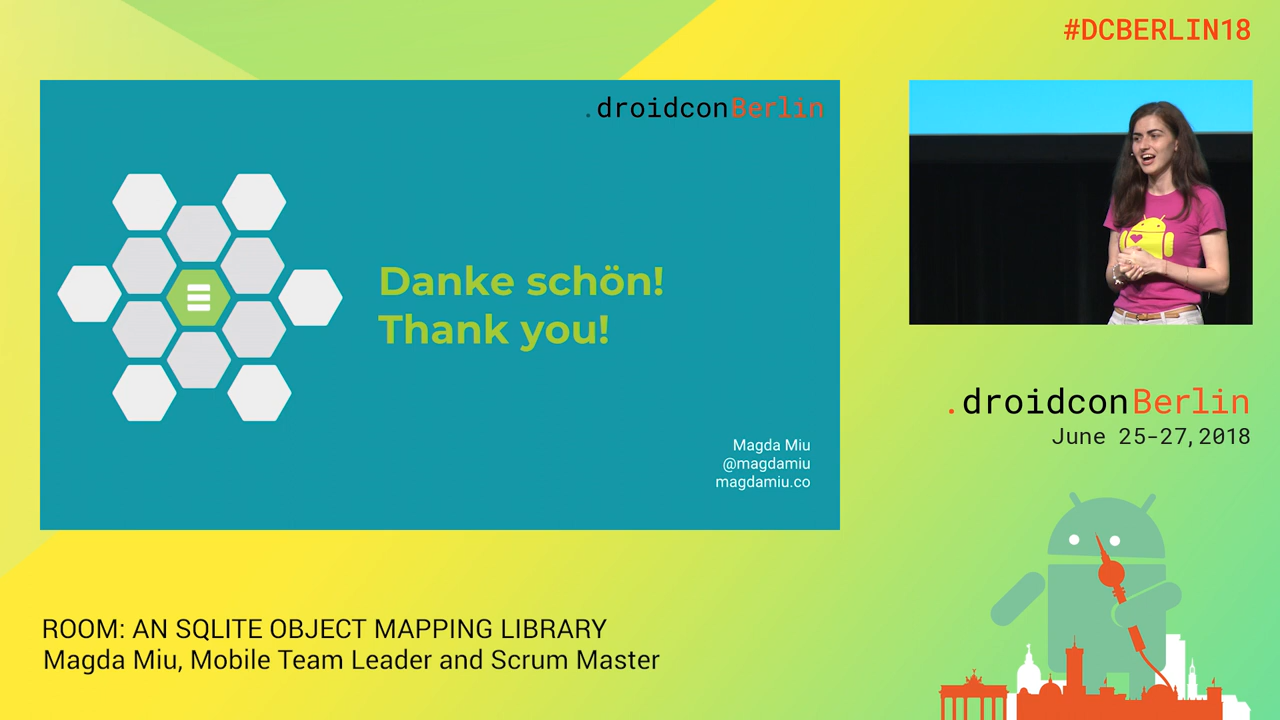 #DCBERLIN18
.droidconBerlin
Danke schön!
Thank you!
Magda Miu
@magdamiu
magdamiu.co
.droidconBerlin
June 25-27, 2018
ROOM: AN SQLITE OBJECT MAPPING LIBRARY
Magda Miu, Mobile Team Leader and Scrum Master